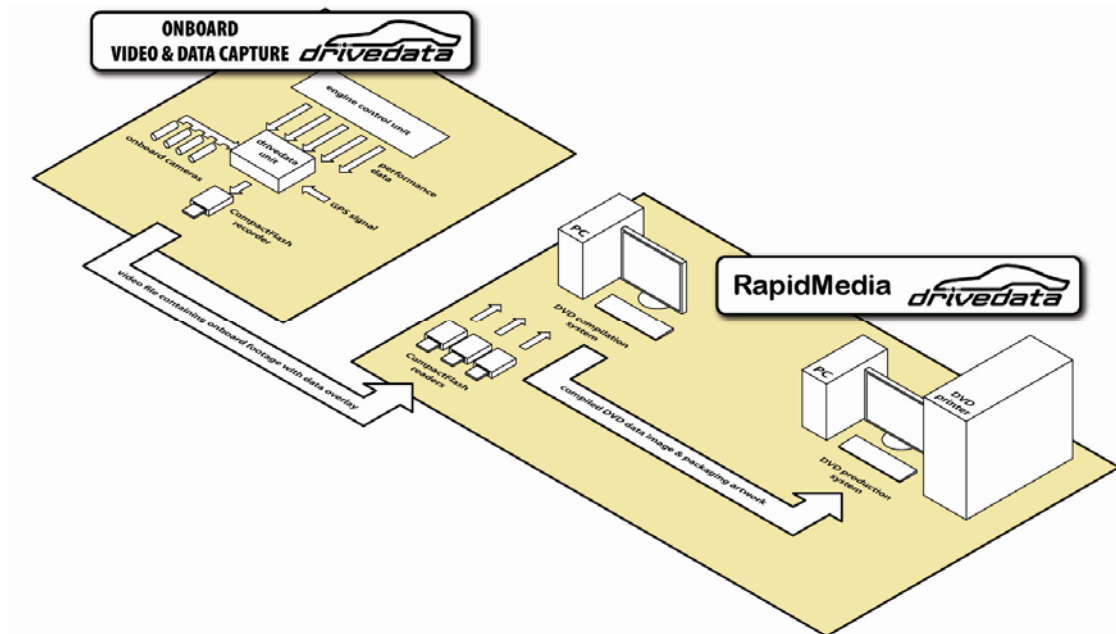 ONBOARD
VIDEO & DATA CAPTURE drivedata
engine control unit
drivedata
unit
onboard cameras
performance
data
GPS signal
CompactFlash
recorder
video file containing onboard footage with data overlay
RapidMedia drivedata
PC
DVD compilation
system
CompactFlash
readers
compiled DVD data image & packaging artwork
PC
DVD
printer
DVD production
system